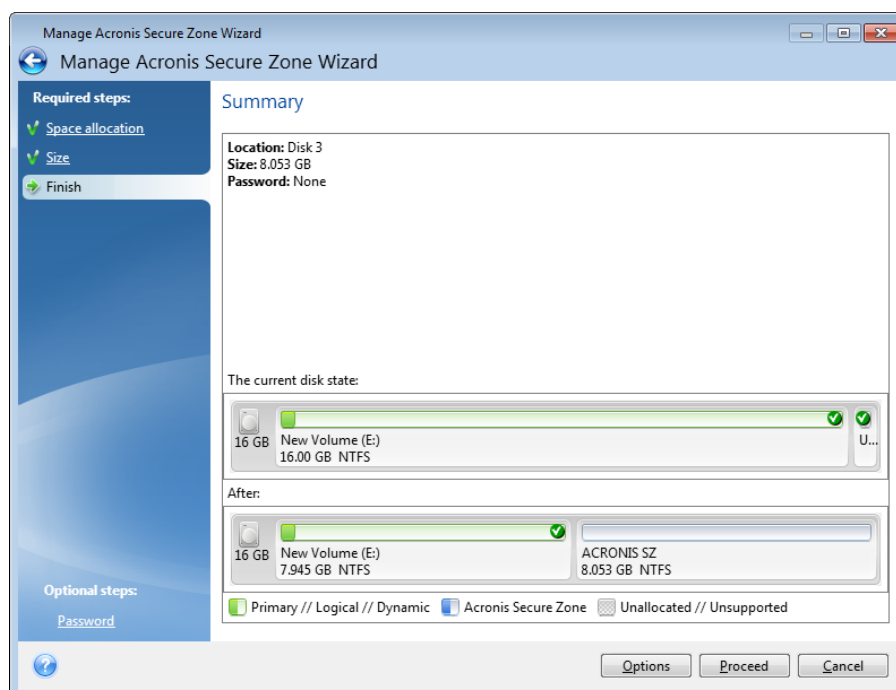 Manage Acronis Secure Zone Wizard
Manage Acronis Secure Zone Wizard
Required steps:
Space allocation
Size
Finish
Optional steps:
Password
Summary
Location: Disk 3
Size: 8.053 GB
Password: None
The current disk state:
16 GB
New Volume (E:)
16.00 GB NTFS
U...
After:
16 GB
New Volume (E:)
7.945 GB NTFS
ACRONIS SZ
8.053 GB NTFS
Primary // Logical // Dynamic Acronis Secure Zone Unallocated // Unsupported
Options Proceed Cancel